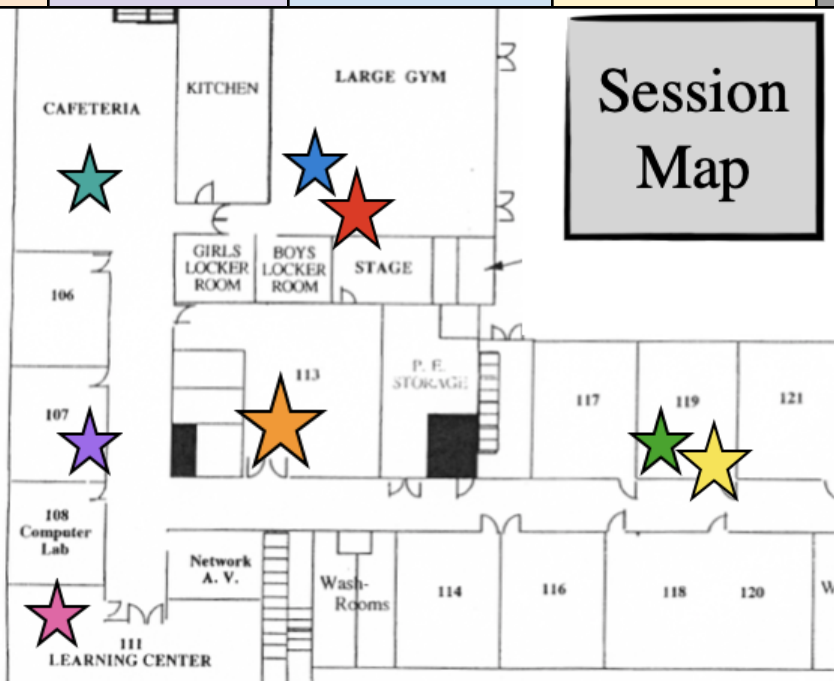 Session
Map
CAFETERIA
KITCHEN
LARGE GYM
GIRLS
LOCKER
ROOM
BOYS
LOCKER
ROOM
STAGE
106
107
113
P. E.
STORAGE
117
119
121
108
Computer
Lab
Network
A. V.
Wash-
Rooms
114
116
118
120
W
111
LEARNING CENTER